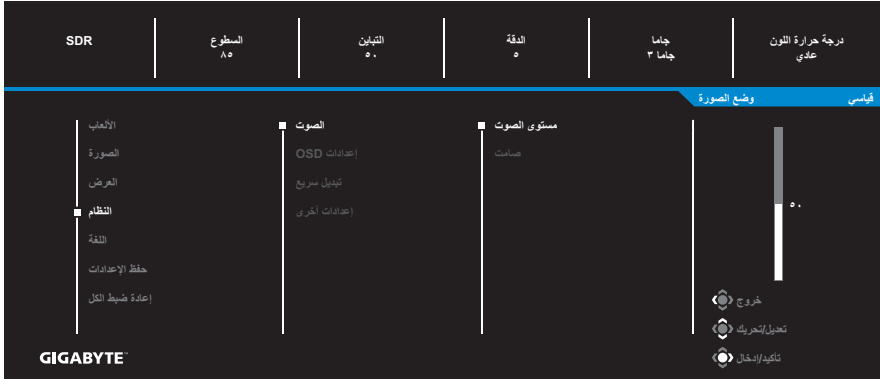 SDR
السطوع
٨٥
التباين
٥٠
الدقة
٥
جاما
جاما ٣
درجة حرارة اللون
عادي
وضع الصورة
قياسي
الألعاب
الصورة
العرض
النظام
اللغة
حفظ الإعدادات
إعادة ضبط الكل
الصوت
إعدادات OSD
تبديل سريع
إعدادات أخرى
مستوى الصوت
صامت
٥٠
خروج
تعديل/تحريك
تأكيد/إدخال
GIGABYTE™